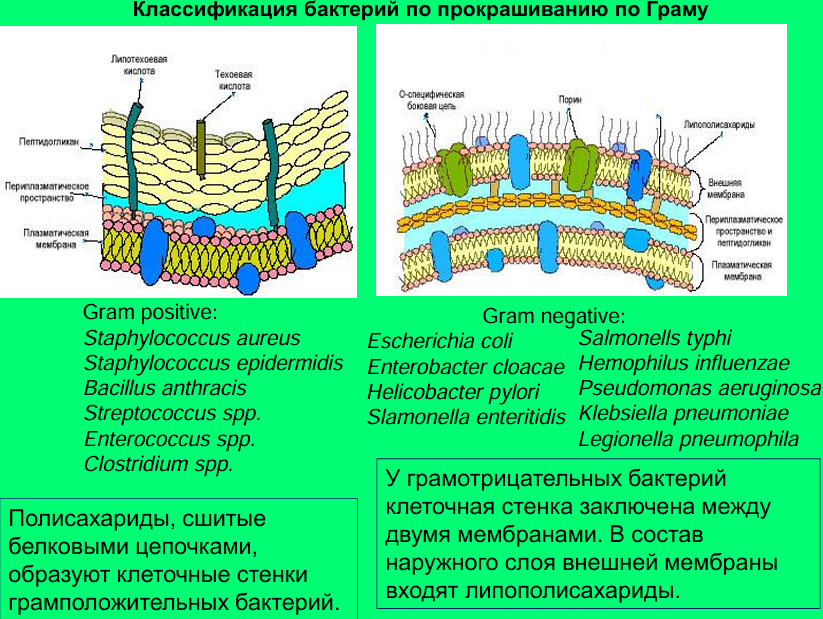 Классификация бактерий по прокрашиванию по Граму
Липотехоевая
кислота
Техоевая
кислота
Пептидогликан
Периплазматическое
пространство
Плазматическая
мембрана
О-специфическая
боковая цепь
Порин
Липополисахариды
Внешняя
мембрана
Периплазматическое
пространство и
пептидогликан
Плазматическая
мембрана
Gram positive:
Staphylococcus aureus
Staphylococcus epidermidis
Bacillus anthracis
Streptococcus spp.
Enterococcus spp.
Clostridium spp.
Gram negative:
Escherichia coli
Enterobacter cloacae
Helicobacter pylori
Slamonella enteritidis
Salmonells typhi
Hemophilus influenzae
Pseudomonas aeruginosa
Klebsiella pneumoniae
Legionella pneumophila
Полисахариды, сшитые
белковыми цепочками,
образуют клеточные стенки
грамположительных бактерий.
У грамотрицательных бактерий
клеточная стенка заключена между
двумя мембранами. В состав
наружного слоя внешней мембраны
входят липополисахариды.